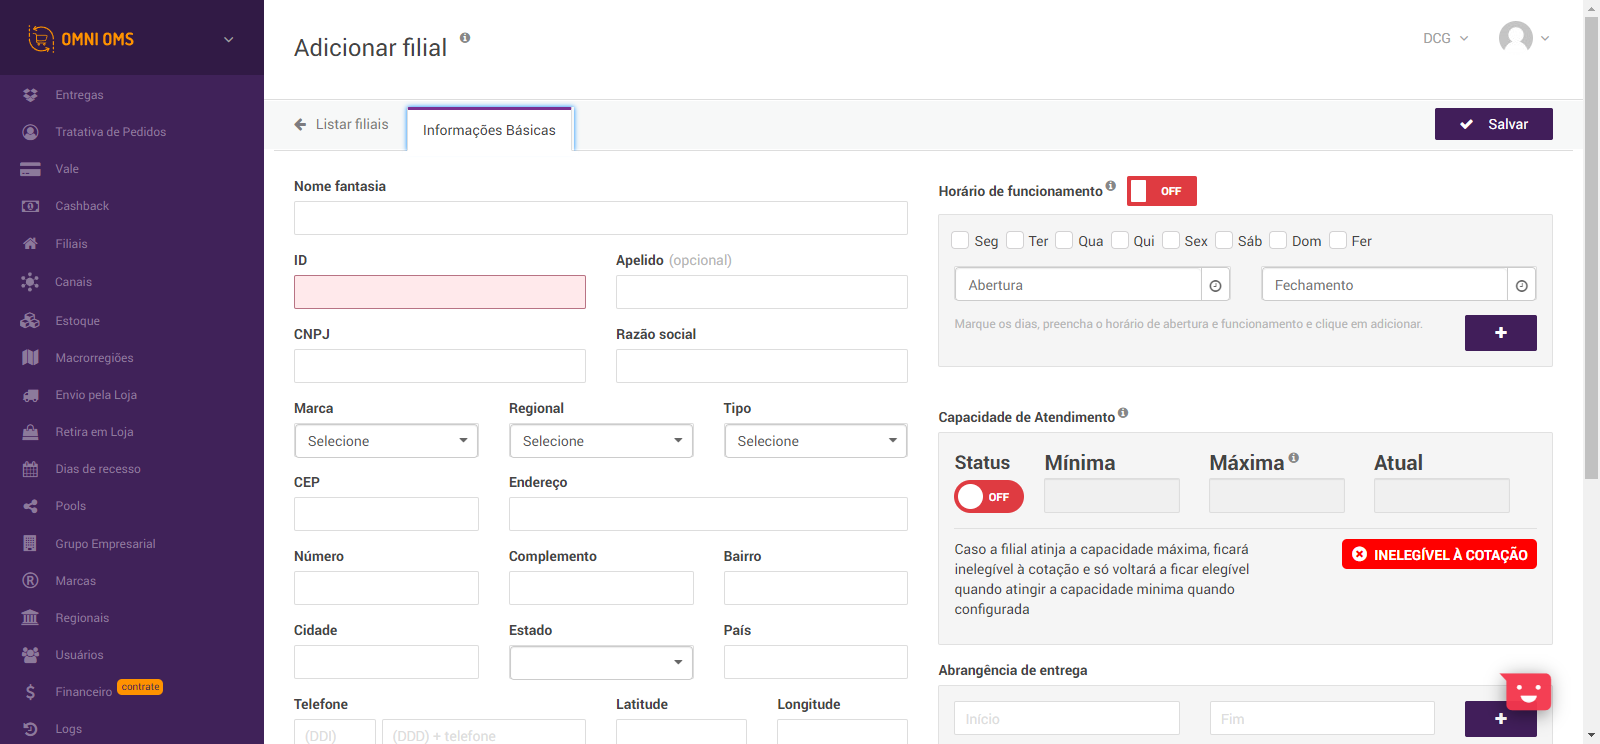 OMNI OMS
Entregas
Tratativa de Pedidos
Vale
Cashback
Filiais
Canais
Estoque
Macrorregiões
Envio pela Loja
Retira em Loja
Dias de recesso
Pools
Grupo Empresarial
Marcas
Regionais
Usuários
Financeiro contrate
Logs
Adicionar filial
DCG
Listar filiais
Informações Básicas
Salvar
Nome fantasia
ID
Apelido (opcional)
CNPJ
Razão social
Marca
Regional
Tipo
Selecione
Selecione
Selecione
CEP
Endereço
Número
Complemento
Bairro
Cidade
Estado
País
Telefone
Latitude
Longitude
(DDI)
(DDD) + telefone
Horário de funcionamento
OFF
Seg Ter Qua Qui Sex Sáb Dom Fer
Abertura
Fechamento
Marque os dias, preencha o horário de abertura e funcionamento e clique em adicionar.
Capacidade de Atendimento
Status
Mínima
Máxima
Atual
OFF
Caso a filial atinja a capacidade máxima, ficará
inelegível à cotação e só voltará a ficar elegível
quando atingir a capacidade minima quando
configurada
INELEGÍVEL À COTAÇÃO
Abrangência de entrega
Início
Fim